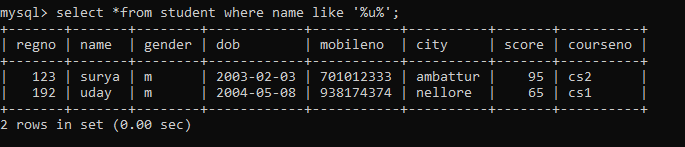 mysql> select *from student where name like '%u%';
+-------+-------+--------+------------+-----------+----------+-------+----------+
| regno | name  | gender | dob        | mobileno  | city     | score | courseno |
+-------+-------+--------+------------+-----------+----------+-------+----------+
|   123 | surya | m      | 2003-02-03 | 701012333 | ambattur |    95 | cs2      |
|   192 | uday  | m      | 2004-05-08 | 938174374 | nellore  |    65 | cs1      |
+-------+-------+--------+------------+-----------+----------+-------+----------+
2 rows in set (0.00 sec)